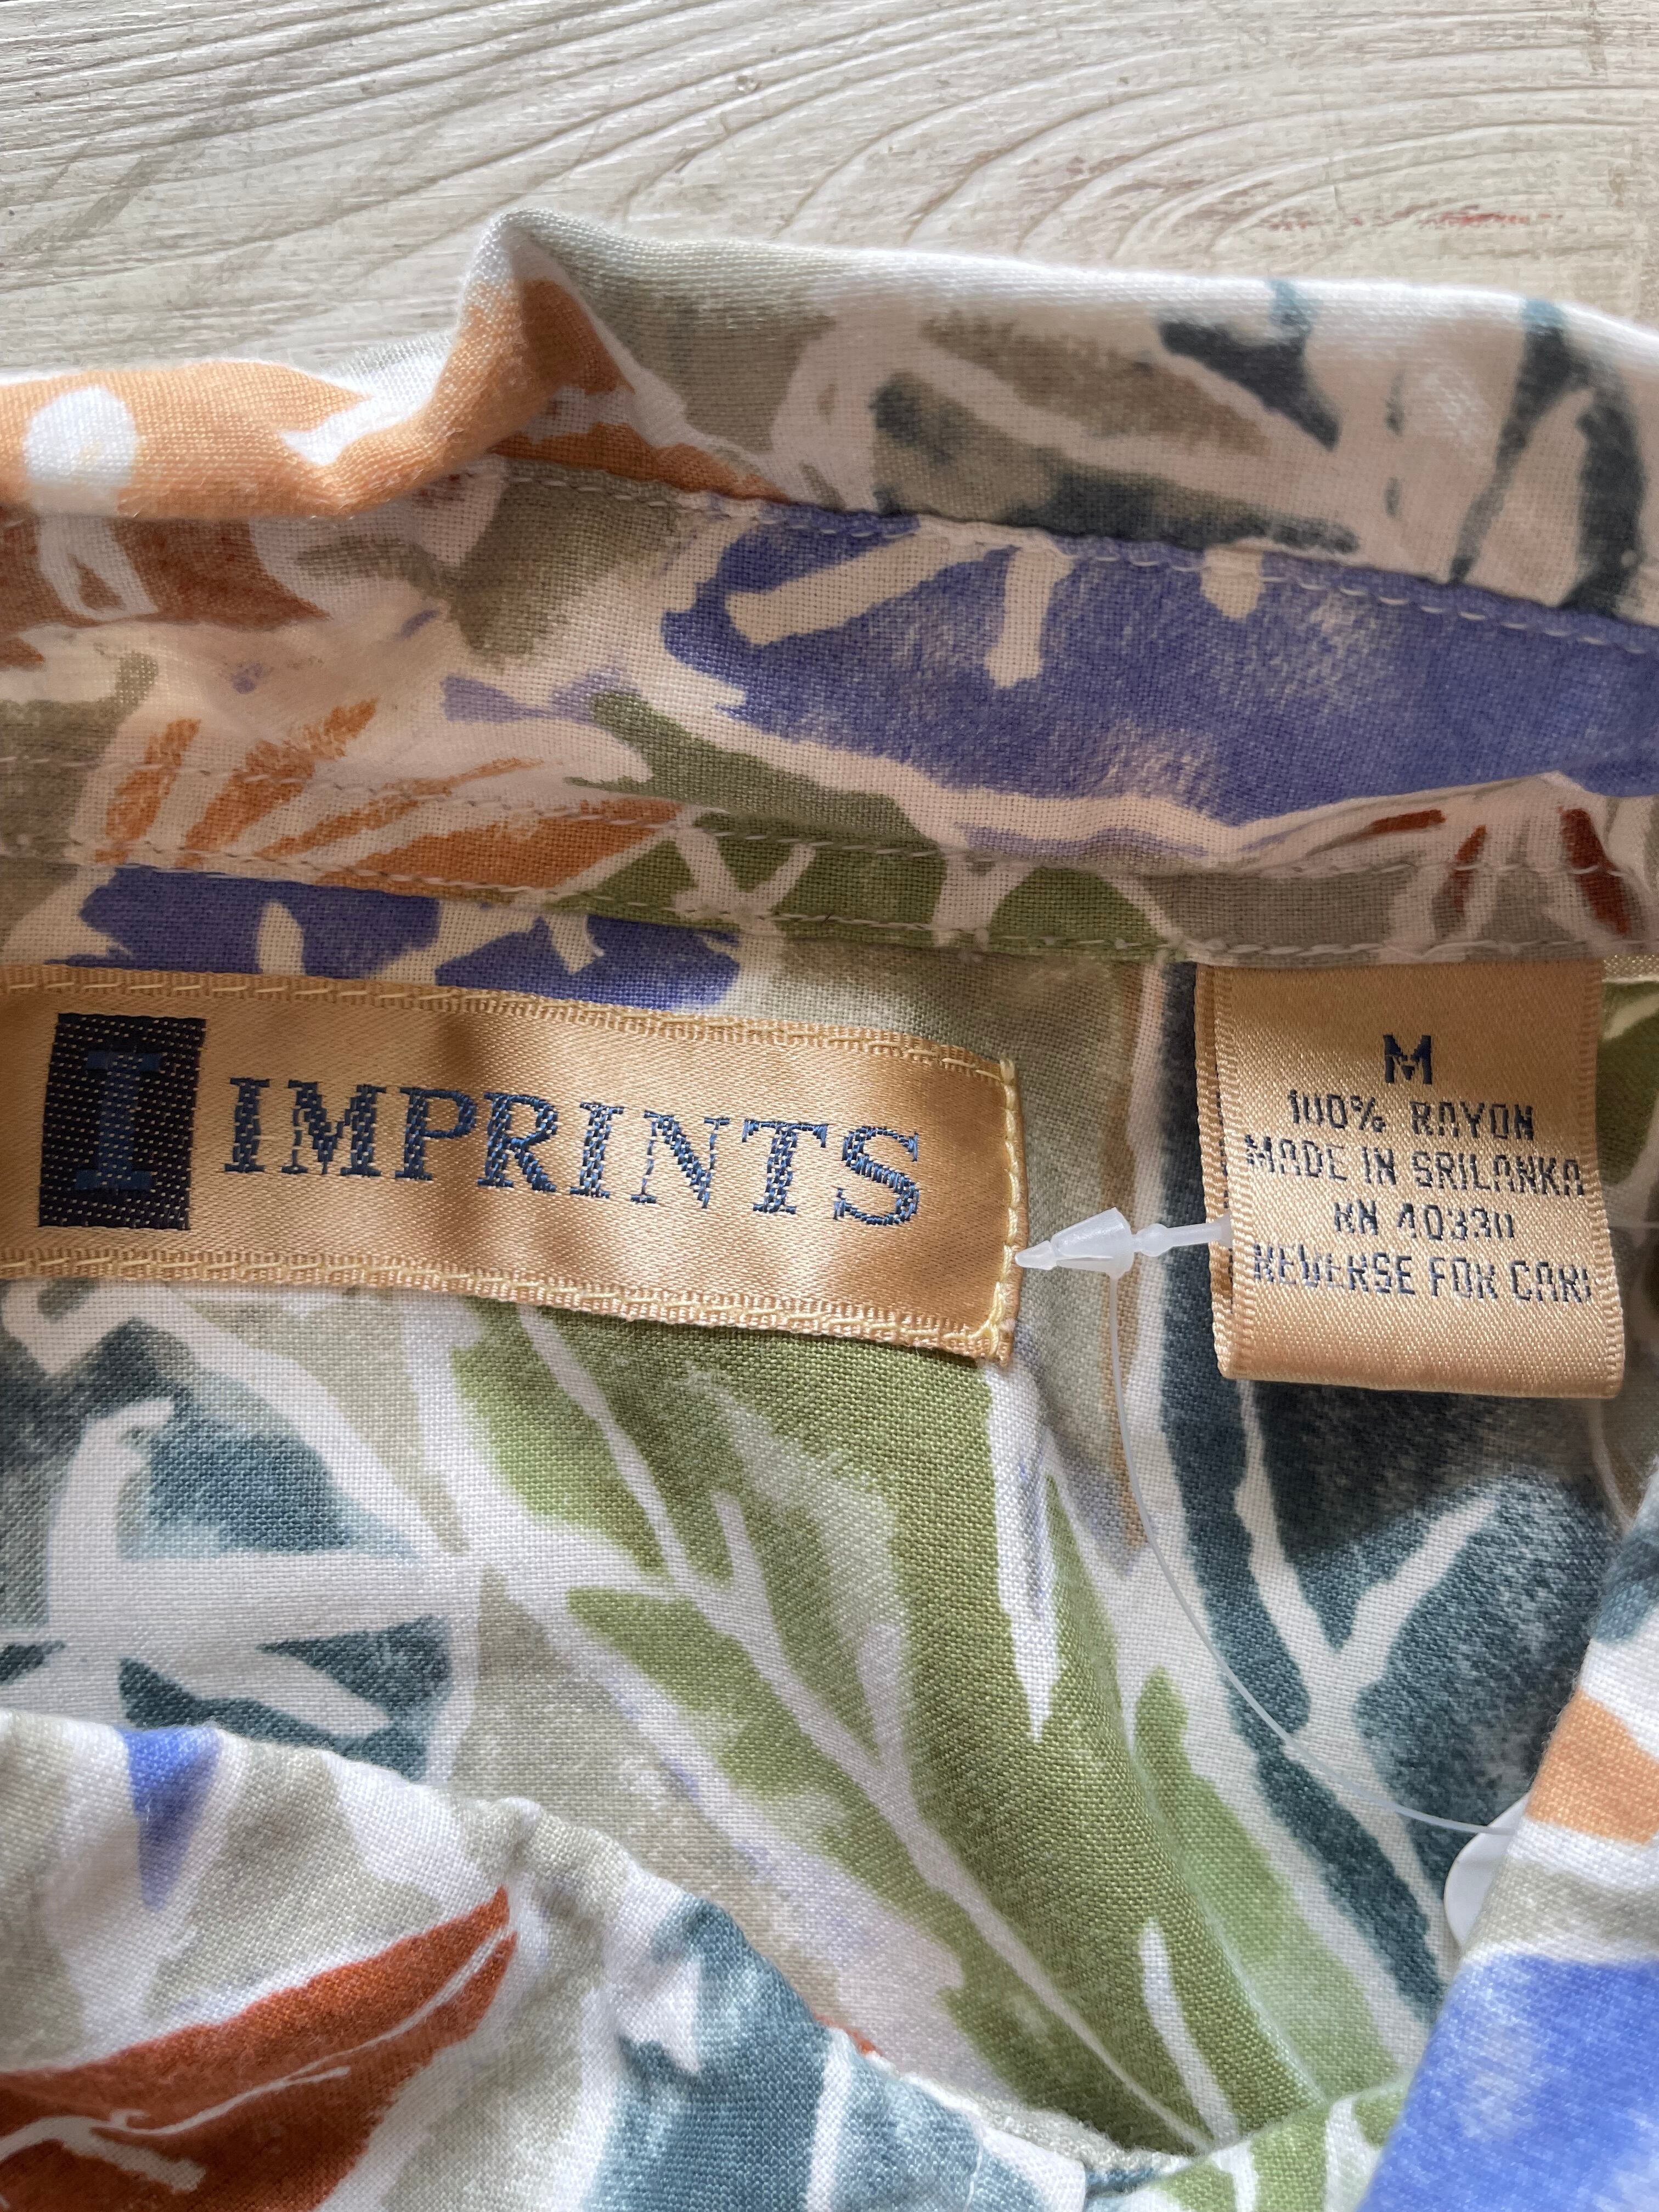 I IMPRINTS
M
100% RAYON
MADE IN SRILANKA
RN 40330
REVERSE FOR CARE